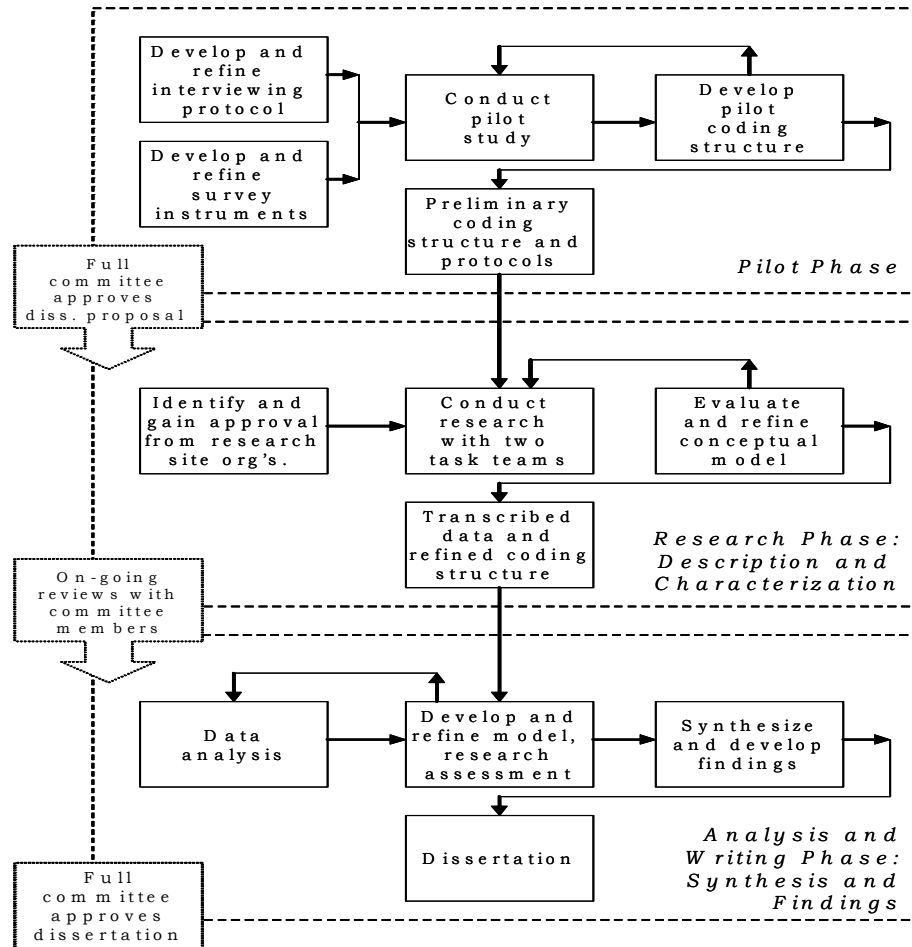 Develop and
refine
interviewing
protocol
Conduct
pilot
study
Develop
pilot
coding
structure
Develop and
refine
survey
instruments
Preliminary
coding
structure and
protocols
Pilot Phase
Full
committee
approves
diss. proposal
Identify and
gain approval
from research
site org's.
Conduct
research
with two
task teams
Evaluate
and refine
conceptual
model
Transcribed
data and
refined coding
structure
Research Phase:
Description and
Characterization
On-going
reviews with
committee
members
Data
analysis
Develop and
refine model,
research
assessment
Synthesize
and develop
findings
Dissertation
Analysis and
Writing Phase:
Synthesis and
Findings
Full
committee
approves
dissertation